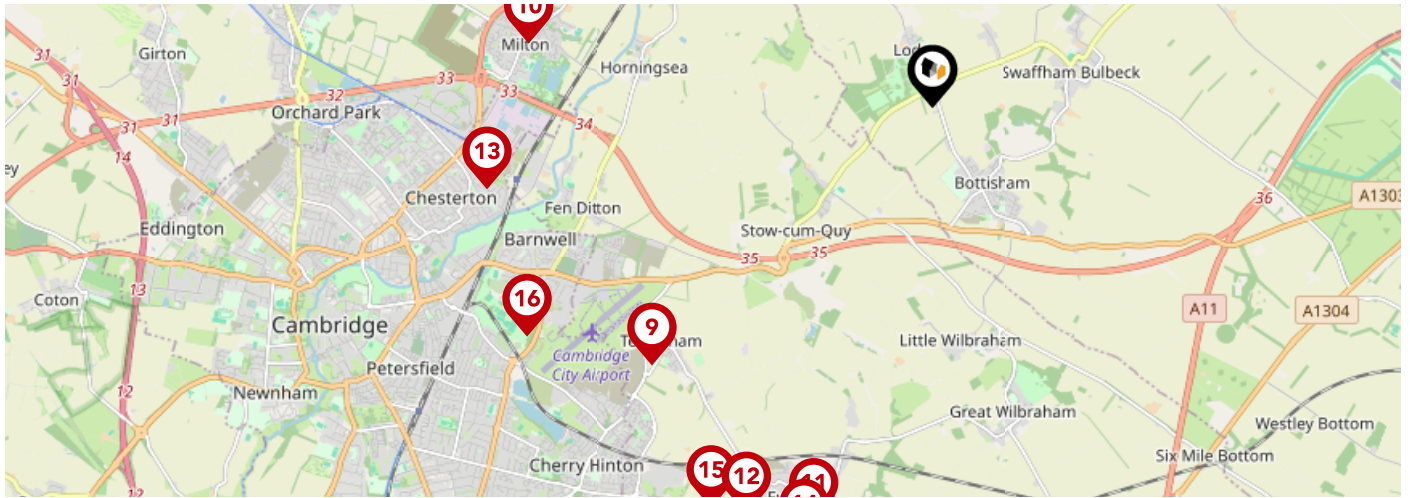 10
Milton
31
Girton
Horningsea
Swaffham Bulbeck
31
33
33
32
Orchard Park
31
31
34
14
13
Chesterton
Bottisham
36
A1303
Fen Ditton
Eddington
Barnwell
Stow-cum-Quy
35
35
13
Coton
16
A11
A1304
Cambridge
9
Cambridge
City Airport
Little Wilbraham
Petersfield
12
Newnham
Great Wilbraham
Westley Bottom
Cherry Hinton
15
12
11
Six Mile Bottom
12